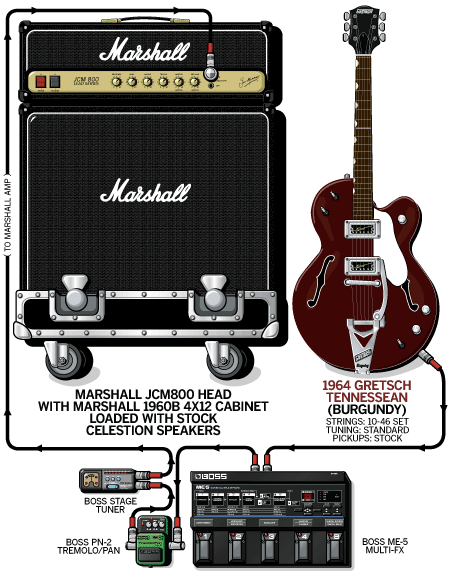 Marshall
JCM 800
LEAD SERIES
Marshall
TO MARSHALL AMP
GRETSCH
MARSHALL JCM800 HEAD
WITH MARSHALL 1960B 4X12 CABINET
LOADED WITH STOCK
CELESTION SPEAKERS
1964 GRETSCH
TENNESSEAN
(BURGUNDY)
STRINGS: 10-46 SET
TUNING: STANDARD
PICKUPS: STOCK
BOSS STAGE
TUNER
BOSS PN-2
TREMOLO/PAN
BOSS
ME-5
BOSS ME-5
MULTI-FX